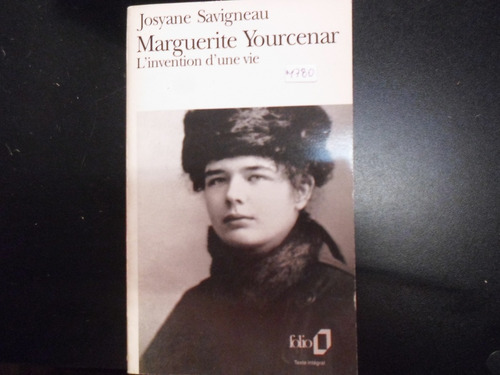 Josyane Savigneau
Marguerite Yourcenar
L'invention d'une vie
folio
Texte intégral